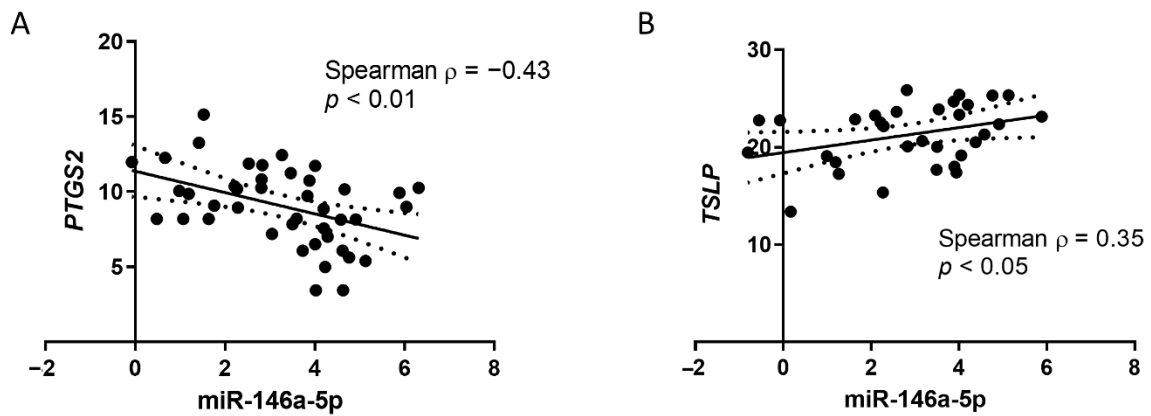 A
20
15
10
5
PTGS2
Spearman ρ = −0.43
p < 0.01
−2 0 2 4 6 8
miR-146a-5p
B
30
20
10
TSLP
Spearman ρ = 0.35
p < 0.05
−2 0 2 4 6 8
miR-146a-5p